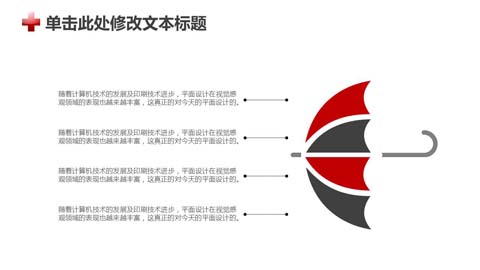 单击此处修改文本标题
随着计算机技术的发展及印刷技术进步，平面设计在视觉感
观领域的表现也越来越丰富，这真正的对今天的平面设计的。
随着计算机技术的发展及印刷技术进步，平面设计在视觉感
观领域的表现也越来越丰富，这真正的对今天的平面设计的。
随着计算机技术的发展及印刷技术进步，平面设计在视觉感
观领域的表现也越来越丰富，这真正的对今天的平面设计的。
随着计算机技术的发展及印刷技术进步，平面设计在视觉感
观领域的表现也越来越丰富，这真正的对今天的平面设计的。